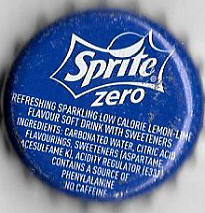 Sprite
zero
REFRESHING SPARKLING LOW CALORIE LEMON-LIME
FLAVOUR SOFT DRINK WITH SWEETENERS
INGREDIENTS: CARBONATED WATER, CITRIC ACID
FLAVOURINGS, SWEETENERS (ASPARTAME,
ACESULFAME K), ACIDITY REGULATOR (E331)
CONTAINS A SOURCE OF
PHENYLALANINE
NO CAFFEINE